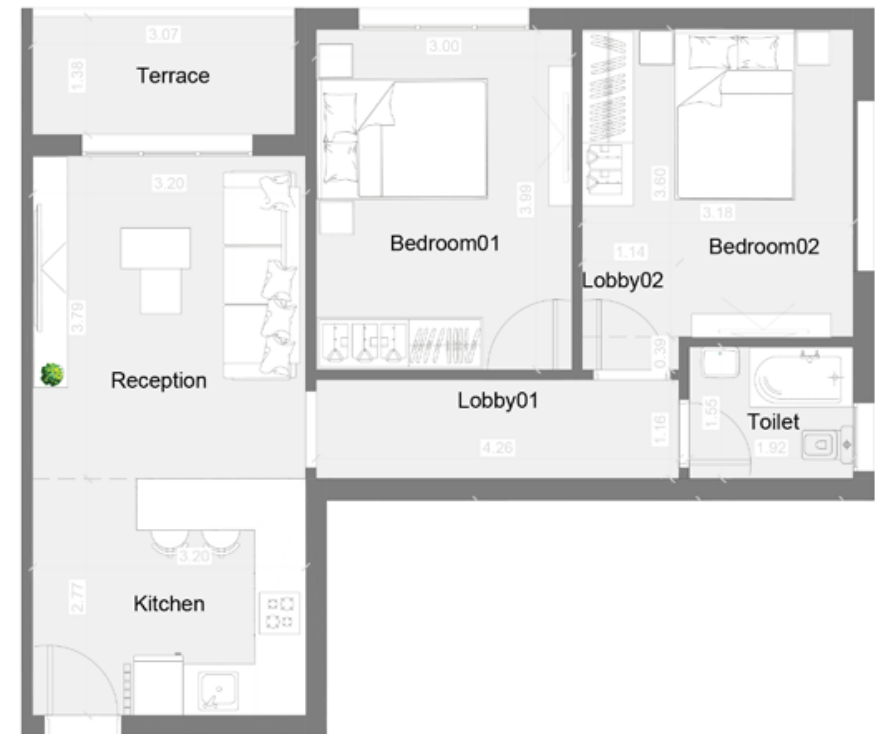 3.07
1.38
Terrace
3.00
3.20
3.99
3.60
3.18
Bedroom01
1.14
Bedroom02
Lobby02
3.79
0.39
Reception
Lobby01
1.16
1.55
Toilet
4.26
1.92
3.20
2.77
Kitchen